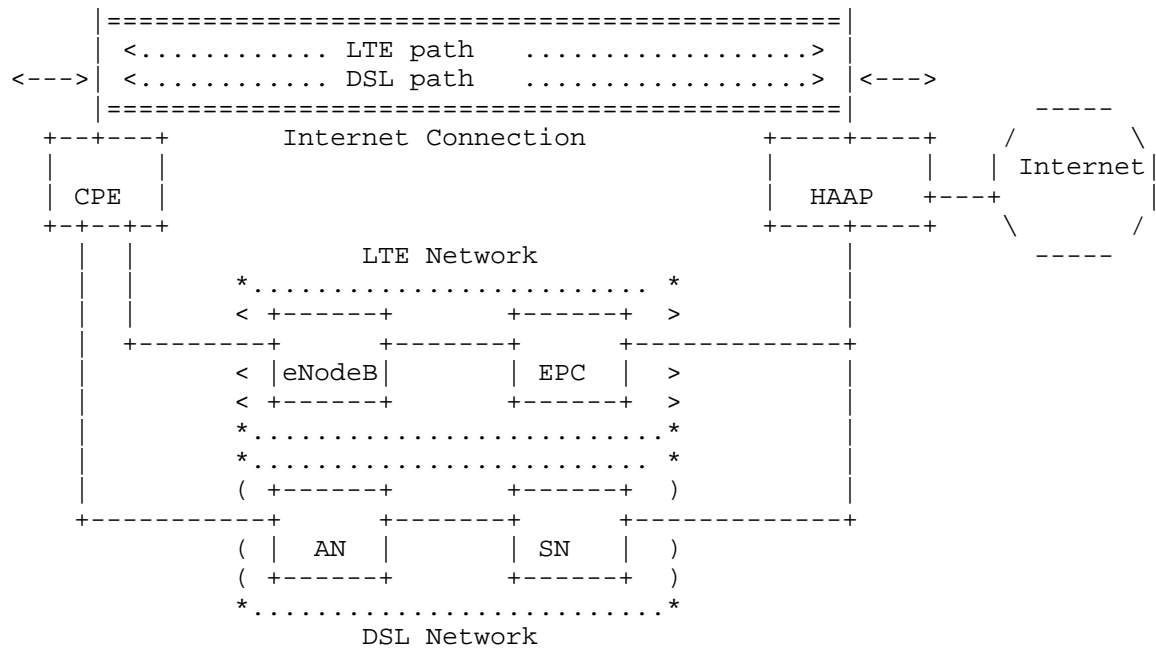 LTE path
DSL path
Internet Connection
Internet
CPE
HAAP
LTE Network
eNodeB
EPC
AN
SN
DSL Network